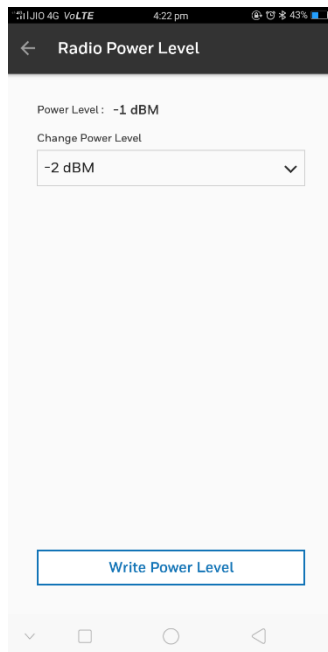 JIO 4G VoLTE 4:22 pm 43%
Radio Power Level
Power Level : -1 dBM
Change Power Level
-2 dBM
Write Power Level